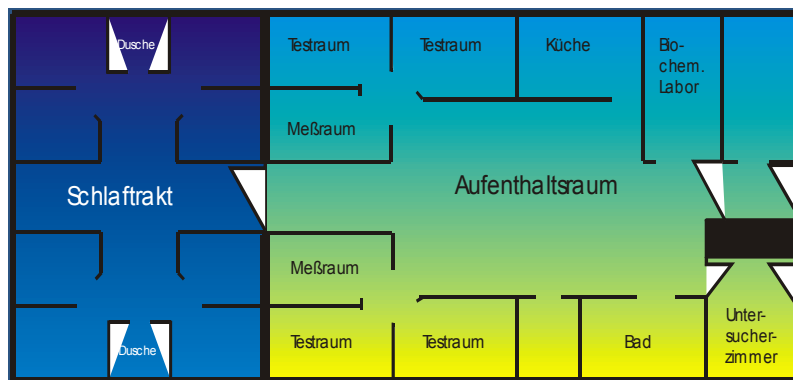 Dusche
Testraum
Testraum
Küche
Bio-
chem.
Labor
Meßraum
Schlaftrakt
Aufenthaltsraum
Meßraum
Dusche
Testraum
Testraum
Bad
Unter-
sucher-
zimmer